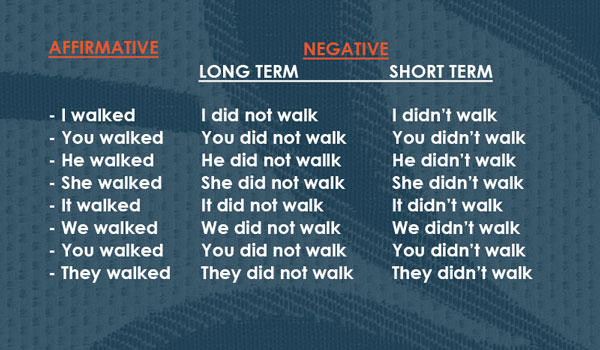 AFFIRMATIVE NEGATIVE
LONG TERM SHORT TERM
- I walked I did not walk I didn't walk
- You walked You did not walk You didn't walk
- He walked He did not wallk He didn't walk
- She walked She did not walk She didn't walk
- It walked It did not walk It didn't walk
- We walked We did not walk We didn't walk
- You walked You did not walk You didn't walk
- They walked They did not walk They didn't walk